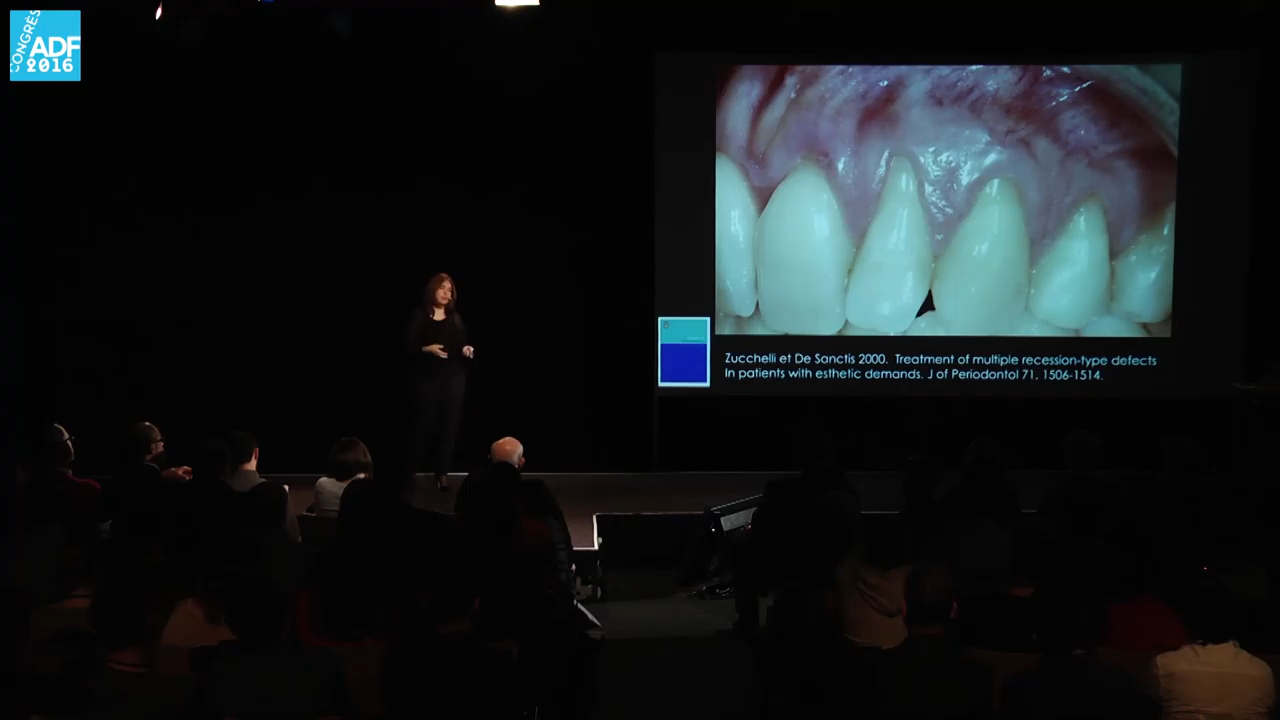 CONGRÈS
ADF
2016
Zucchelli et De Sanctis 2000. Treatment of multiple recession-type defects
In patients with esthetic demands. J of Periodontol 71, 1506-1514.